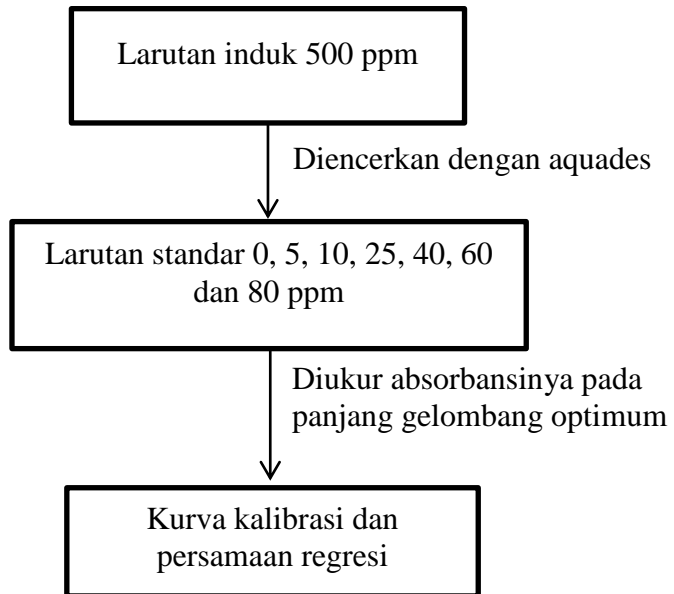 Larutan induk 500 ppm
Diencerkan dengan aquades
Larutan standar 0, 5, 10, 25, 40, 60
dan 80 ppm
Diukur absorbansinya pada
panjang gelombang optimum
Kurva kalibrasi dan
persamaan regresi